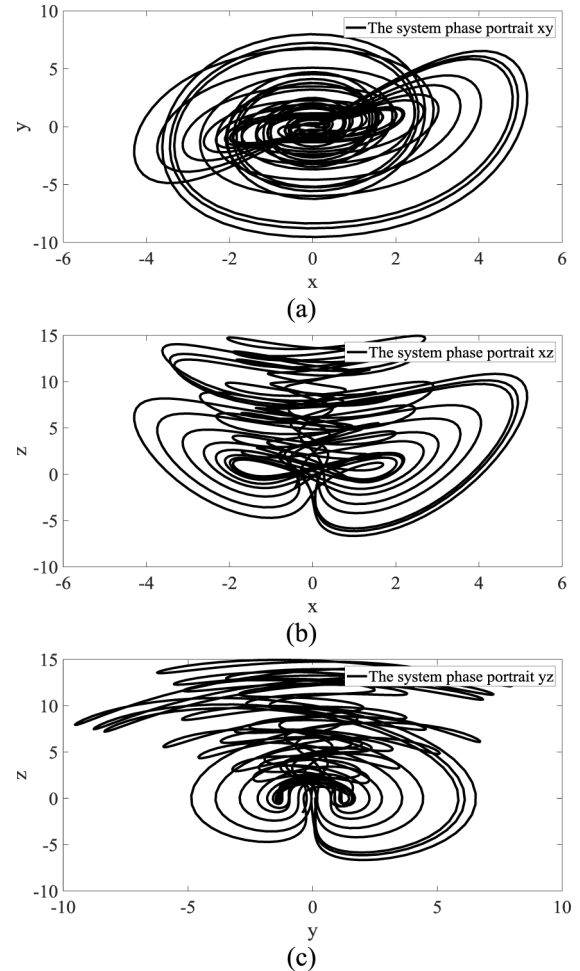 10
5
0
-5
-10
y
The system phase portrait xy
-6 -4 -2 0 2 4 6
x
(a)
15
10
5
0
-5
-10
z
The system phase portrait xz
-6 -4 -2 0 2 4 6
x
(b)
15
10
5
0
-5
-10
z
The system phase portrait yz
-10 -5 0 5 10
y
(c)